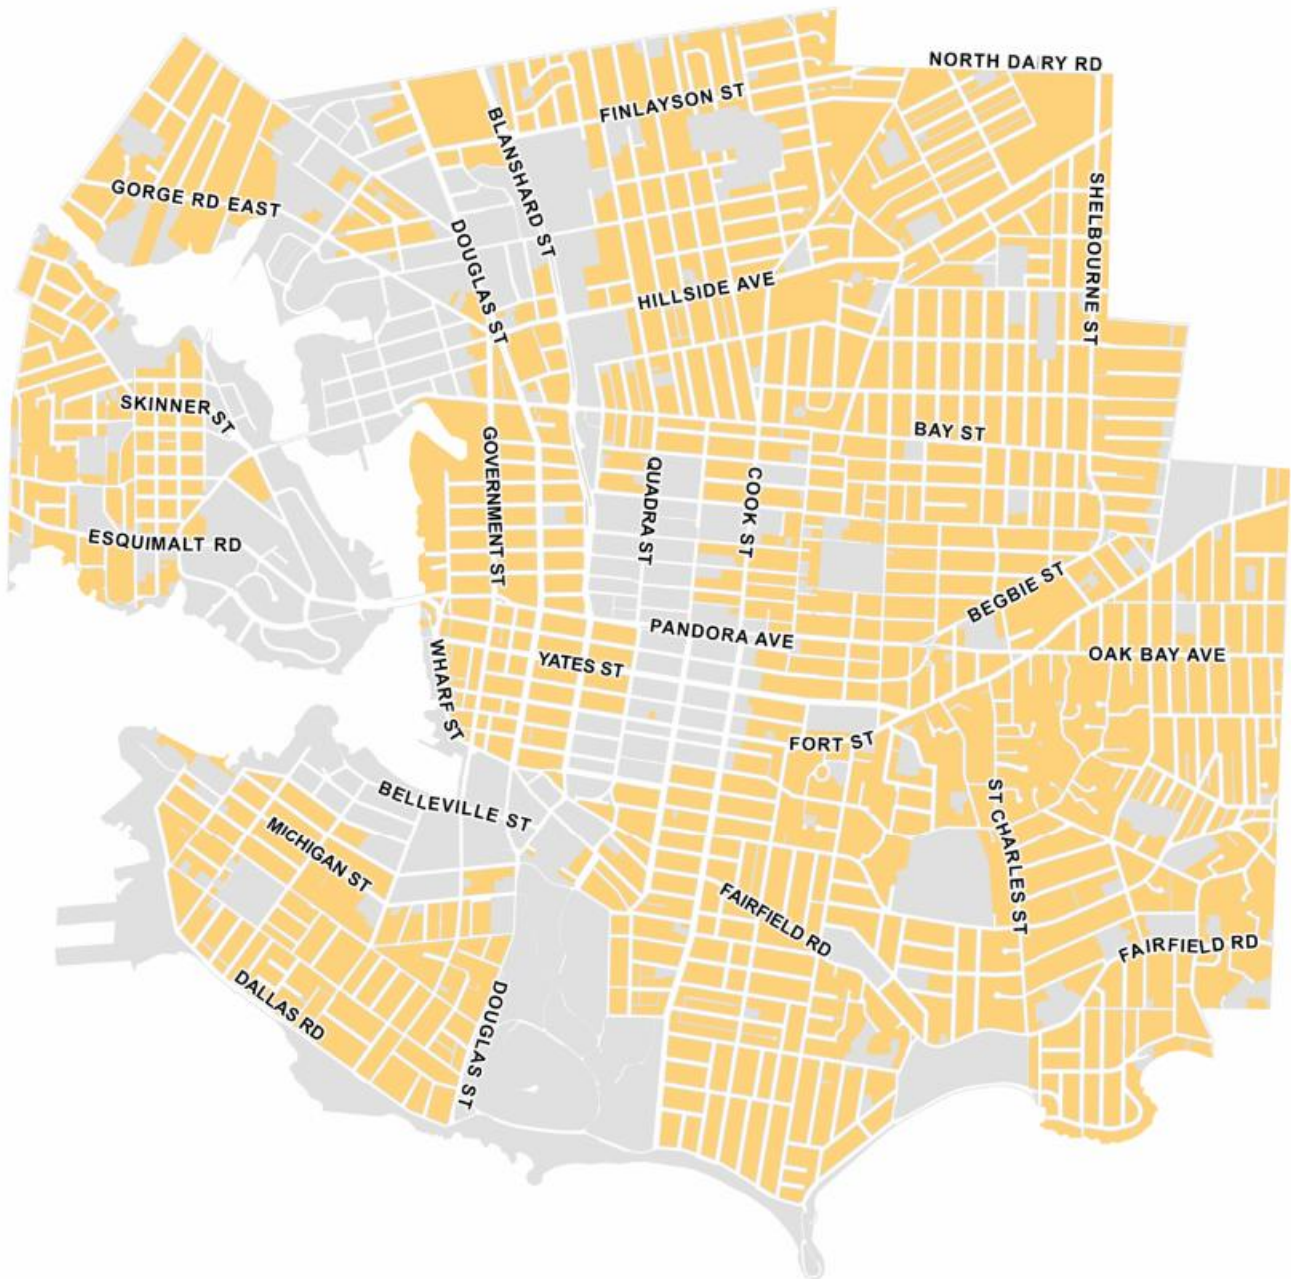 NORTH DAIRY RD
FINLAYSON ST
BLANSHARD ST
GORGE RD EAST
SHELBOURNE ST
DOUGLAS ST
HILLSIDE AVE
SKINNER ST
BAY ST
GOVERNMENT ST
QUADRA ST
COOK ST
ESQUIMALT RD
BEGBIE ST
PANDORA AVE
YATES ST
OAK BAY AVE
WHARF ST
FORT ST
BELLEVILLE ST
ST CHARLES ST
MICHIGAN ST
FAIRFIELD RD
FAIRFIELD RD
DALLAS RD
DOUGLAS ST